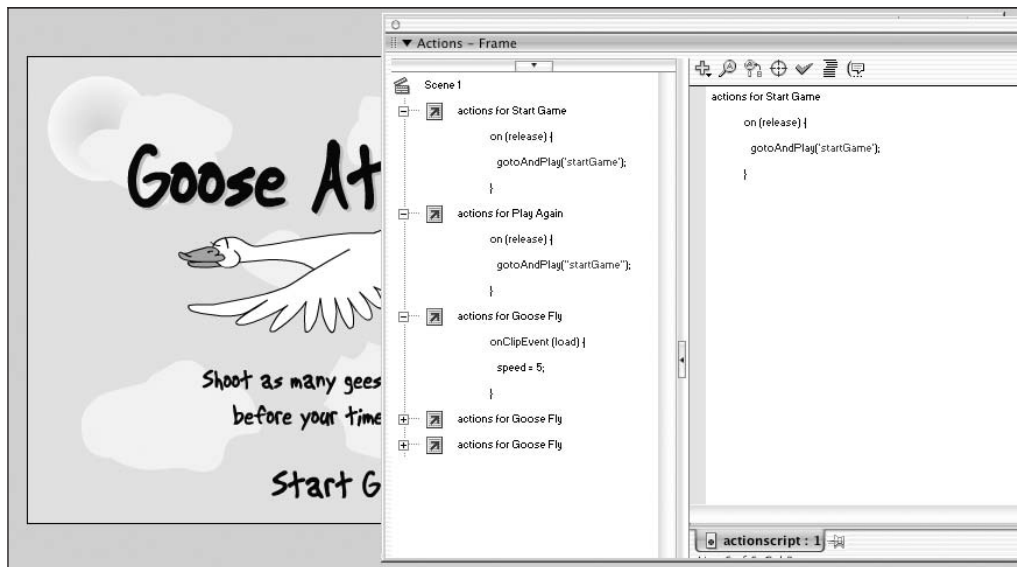 Goose At
Shoot as many gees
before your time
Start G
Actions - Frame
Scene 1
actions for Start Game
on (release) {
gotoAndPlay('startGame');
}
actions for Play Again
on (release) {
gotoAndPlay("startGame");
}
actions for Goose Fly
onClipEvent (load) {
speed = 5;
}
actions for Goose Fly
actions for Goose Fly
actions for Start Game
on (release) {
gotoAndPlay('startGame');
}
actionscript : 1